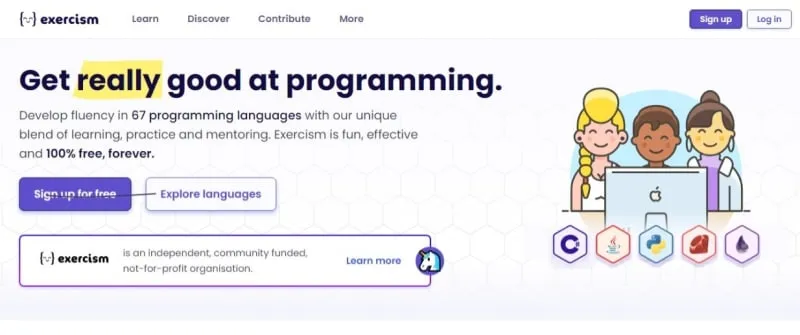 {·‿·} exercism Learn Discover Contribute More Sign up Log in
Get really good at programming.
Develop fluency in 67 programming languages with our unique
blend of learning, practice and mentoring. Exercism is fun, effective
and 100% free, forever.
Sign up for free Explore languages
{·‿·} exercism
is an independent, community funded,
not-for-profit organisation.
Learn more